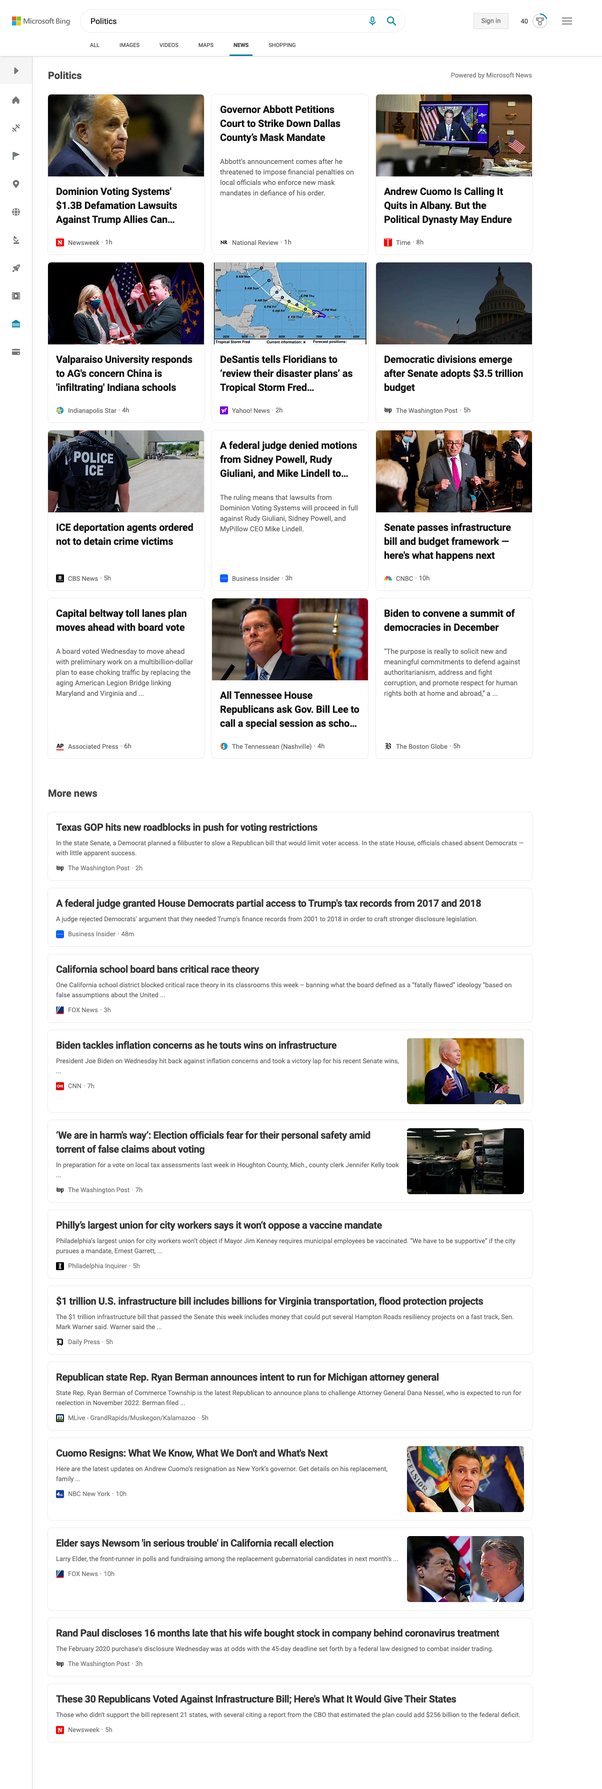 Microsoft Bing
Politics
Sign in
40
ALL
IMAGES
VIDEOS
MAPS
NEWS
SHOPPING
Politics
Powered by Microsoft News
Dominion Voting Systems'
$1.3B Defamation Lawsuits
Against Trump Allies Can...
Newsweek · 1h
Governor Abbott Petitions
Court to Strike Down Dallas
County's Mask Mandate
Abbott's announcement comes after he
threatened to impose financial penalties on
local officials who enforce new mask
mandates in defiance of his order.
NR National Review · 1h
Andrew Cuomo Is Calling It
Quits in Albany. But the
Political Dynasty May Endure
Time · 8h
Valparaiso University responds
to AG's concern China is
'infiltrating' Indiana schools
Indianapolis Star · 4h
DeSantis tells Floridians to
'review their disaster plans' as
Tropical Storm Fred...
Yahoo! News · 2h
Democratic divisions emerge
after Senate adopts $3.5 trillion
budget
wp The Washington Post · 5h
POLICE
ICE
ICE deportation agents ordered
not to detain crime victims
CBS News · 5h
A federal judge denied motions
from Sidney Powell, Rudy
Giuliani, and Mike Lindell to...
The ruling means that lawsuits from
Dominion Voting Systems will proceed in full
against Rudy Giuliani, Sidney Powell, and
MyPillow CEO Mike Lindell.
Business Insider · 3h
Senate passes infrastructure
bill and budget framework —
here's what happens next
CNBC · 10h
Capital beltway toll lanes plan
moves ahead with board vote
A board voted Wednesday to move ahead
with preliminary work on a multibillion-dollar
plan to ease choking traffic by replacing the
aging American Legion Bridge linking
Maryland and Virginia and ...
AP Associated Press · 6h
All Tennessee House
Republicans ask Gov. Bill Lee to
call a special session as scho...
The Tennessean (Nashville) · 4h
Biden to convene a summit of
democracies in December
"The purpose is really to solicit new and
meaningful commitments to defend against
authoritarianism, address and fight
corruption, and promote respect for human
rights both at home and abroad," a ...
B The Boston Globe · 5h
More news
Texas GOP hits new roadblocks in push for voting restrictions
In the state Senate, a Democrat planned a filibuster to slow a Republican bill that would limit voter access. In the state House, officials chased absent Democrats —
with little apparent success.
wp The Washington Post · 2h
A federal judge granted House Democrats partial access to Trump's tax records from 2017 and 2018
A judge rejected Democrats' argument that they needed Trump's finance records from 2001 to 2018 in order to craft stronger disclosure legislation.
Business Insider · 48m
California school board bans critical race theory
One California school district blocked critical race theory in its classrooms this week – banning what the board defined as a "fatally flawed" ideology "based on
false assumptions about the United ...
FOX News · 3h
Biden tackles inflation concerns as he touts wins on infrastructure
President Joe Biden on Wednesday hit back against inflation concerns and took a victory lap for his recent Senate wins,
...
CNN · 7h
'We are in harm's way': Election officials fear for their personal safety amid
torrent of false claims about voting
In preparation for a vote on local tax assessments last week in Houghton County, Mich., county clerk Jennifer Kelly took
...
wp The Washington Post · 7h
Philly's largest union for city workers says it won't oppose a vaccine mandate
Philadelphia's largest union for city workers won't object if Mayor Jim Kenney requires municipal employees be vaccinated. "We have to be supportive" if the city
pursues a mandate, Ernest Garrett, ...
Philadelphia Inquirer · 5h
$1 trillion U.S. infrastructure bill includes billions for Virginia transportation, flood protection projects
The $1 trillion infrastructure bill that passed the Senate this week includes money that could put several Hampton Roads resiliency projects on a fast track, Sen.
Mark Warner said. Warner said the ...
Daily Press · 5h
Republican state Rep. Ryan Berman announces intent to run for Michigan attorney general
State Rep. Ryan Berman of Commerce Township is the latest Republican to announce plans to challenge Attorney General Dana Nessel, who is expected to run for
reelection in November 2022. Berman filed ...
MLive - GrandRapids/Muskegon/Kalamazoo · 5h
Cuomo Resigns: What We Know, What We Don't and What's Next
Here are the latest updates on Andrew Cuomo's resignation as New York's governor. Get details on his replacement,
family ...
NBC New York · 10h
Elder says Newsom 'in serious trouble' in California recall election
Larry Elder, the front-runner in polls and fundraising among the replacement gubernatorial candidates in next month's ...
FOX News · 10h
Rand Paul discloses 16 months late that his wife bought stock in company behind coronavirus treatment
The February 2020 purchase's disclosure Wednesday was at odds with the 45-day deadline set forth by a federal law designed to combat insider trading.
wp The Washington Post · 3h
These 30 Republicans Voted Against Infrastructure Bill; Here's What It Would Give Their States
Those who didn't support the bill represent 21 states, with several citing a report from the CBO that estimated the plan could add $256 billion to the federal deficit.
Newsweek · 5h